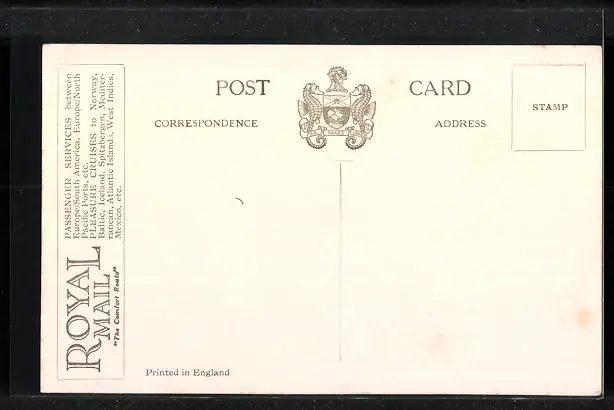 POST CARD
CORRESPONDENCE
ADDRESS
STAMP
ROYAL
MAIL
"The Comfort Route"
PASSENGER SERVICES between
Europe/South America, Europe/North
Pacific Ports, etc.
PLEASURE CRUISES to Norway,
Baltic, Iceland, Spitzbergen, Mediter-
ranean, Atlantic Islands, West Indies,
Mexico, etc.
Printed in England